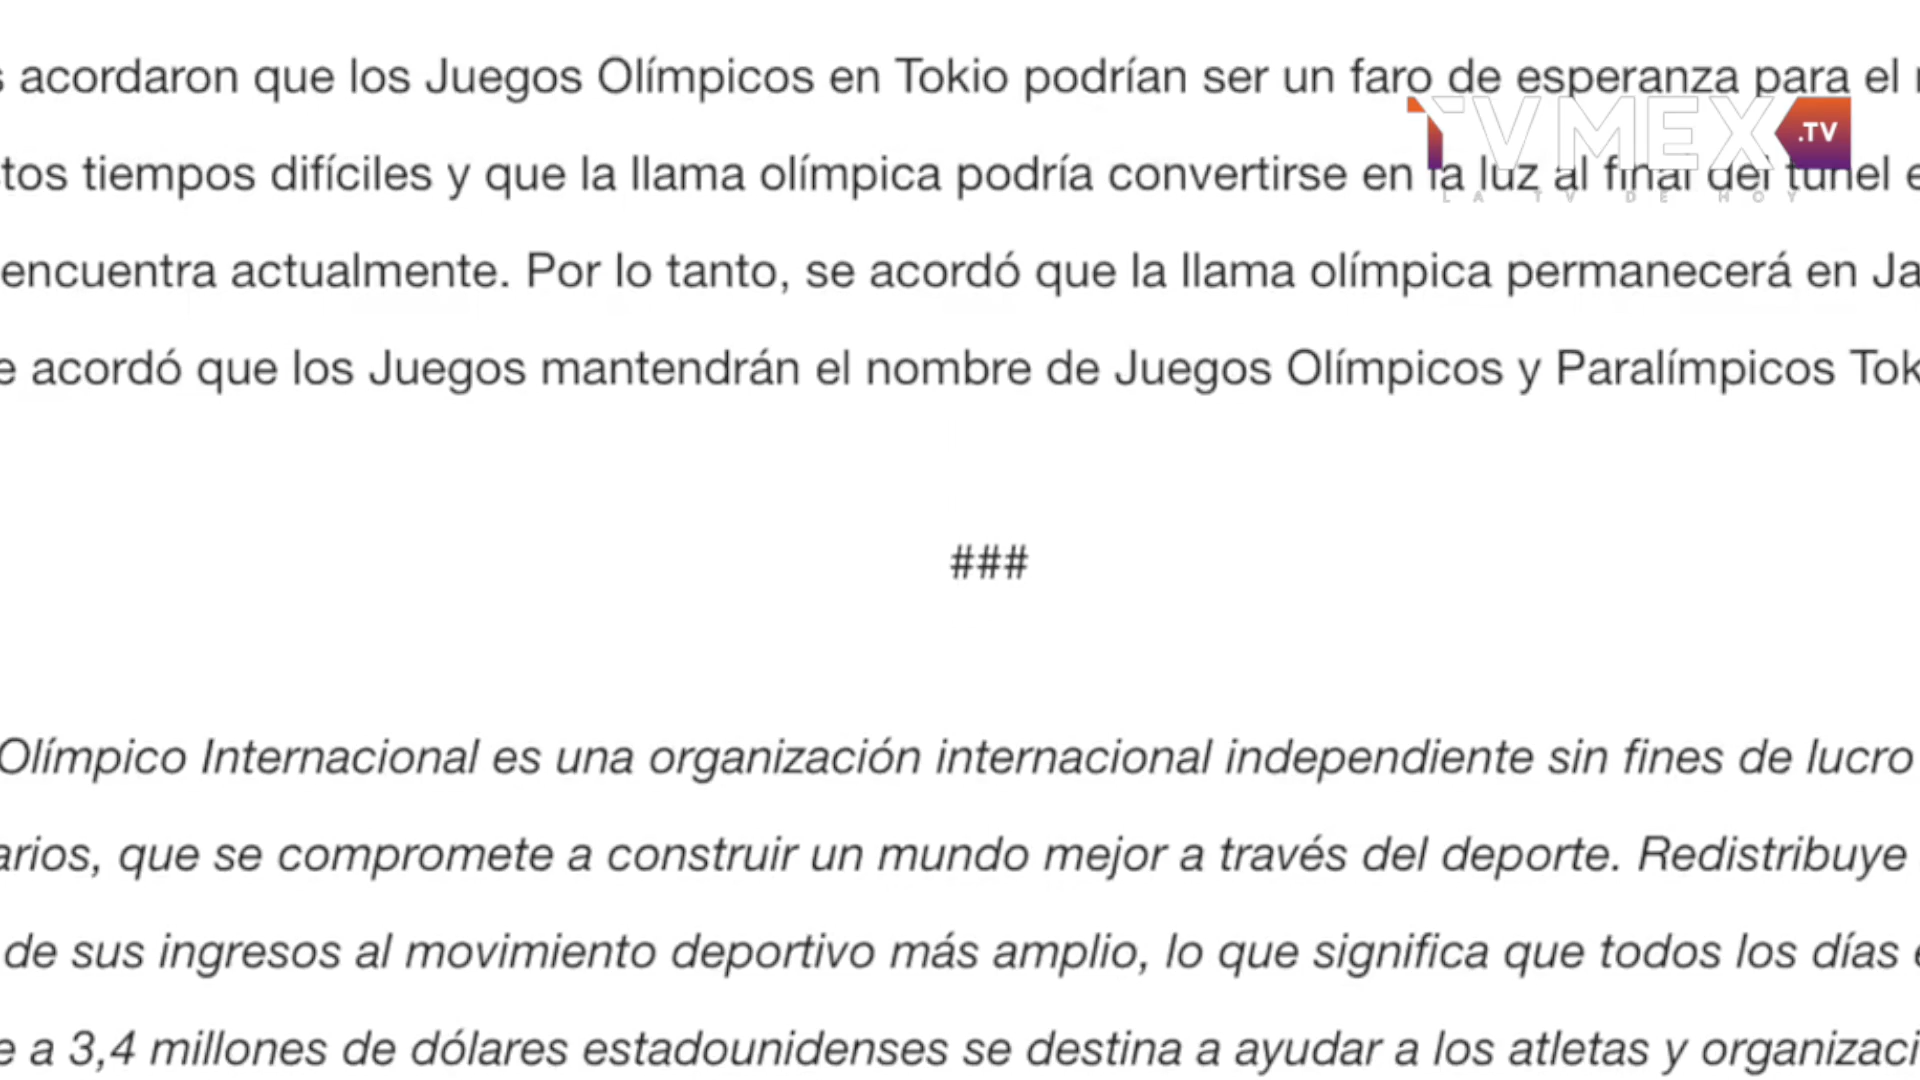 acordaron que los Juegos Olímpicos en Tokio podrían ser un faro de esperanza para el
TVMEX .TV
tos tiempos difíciles y que la llama olímpica podría convertirse en la luz al final del túnel
LA TV DE HOY
encuentra actualmente. Por lo tanto, se acordó que la llama olímpica permanecerá en Ja
e acordó que los Juegos mantendrán el nombre de Juegos Olímpicos y Paralímpicos Tok
###
Olímpico Internacional es una organización internacional independiente sin fines de lucro
arios, que se compromete a construir un mundo mejor a través del deporte. Redistribuye
de sus ingresos al movimiento deportivo más amplio, lo que significa que todos los días
e a 3,4 millones de dólares estadounidenses se destina a ayudar a los atletas y organizaci